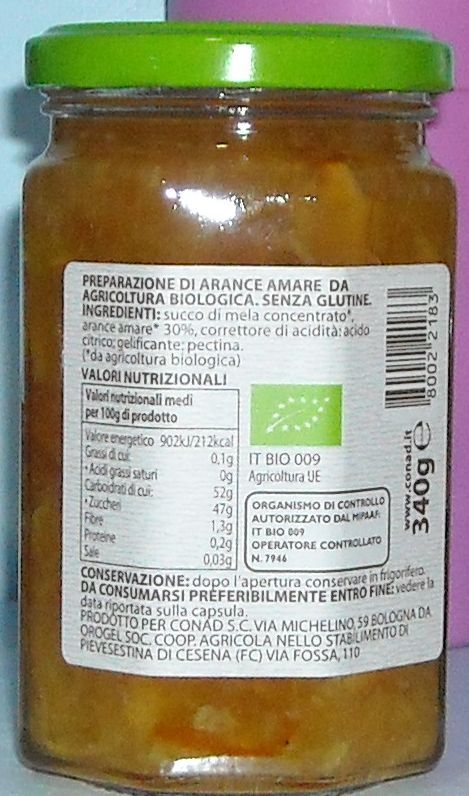 PREPARAZIONE DI ARANCE AMARE DA
AGRICOLTURA BIOLOGICA. SENZA GLUTINE.
INGREDIENTI: succo di mela concentrato*,
arance amare* 30%, correttore di acidità: acido
citrico; gelificante: pectina.
(*da agricoltura biologica)
VALORI NUTRIZIONALI
Valori nutrizionali medi
per 100g di prodotto
Valore energetico 902kJ/212kcal
Grassi di cui: 0,1g
• Acidi grassi saturi 0g
Carboidrati di cui: 52g
• Zuccheri 47g
Fibre 1,3g
Proteine 0,2g
Sale 0,03g
IT BIO 009
Agricoltura UE
ORGANISMO DI CONTROLLO
AUTORIZZATO DAL MIPAAF:
IT BIO 009
OPERATORE CONTROLLATO
N. 7946
8002 2183
www.conad.it
340g e
CONSERVAZIONE: dopo l'apertura conservare in frigorifero.
DA CONSUMARSI PREFERIBILMENTE ENTRO FINE: vedere la
data riportata sulla capsula.
PRODOTTO PER CONAD S.C. VIA MICHELINO, 59 BOLOGNA DA
OROGEL SOC. COOP. AGRICOLA NELLO STABILIMENTO DI
PIEVESESTINA DI CESENA (FC) VIA FOSSA, 110